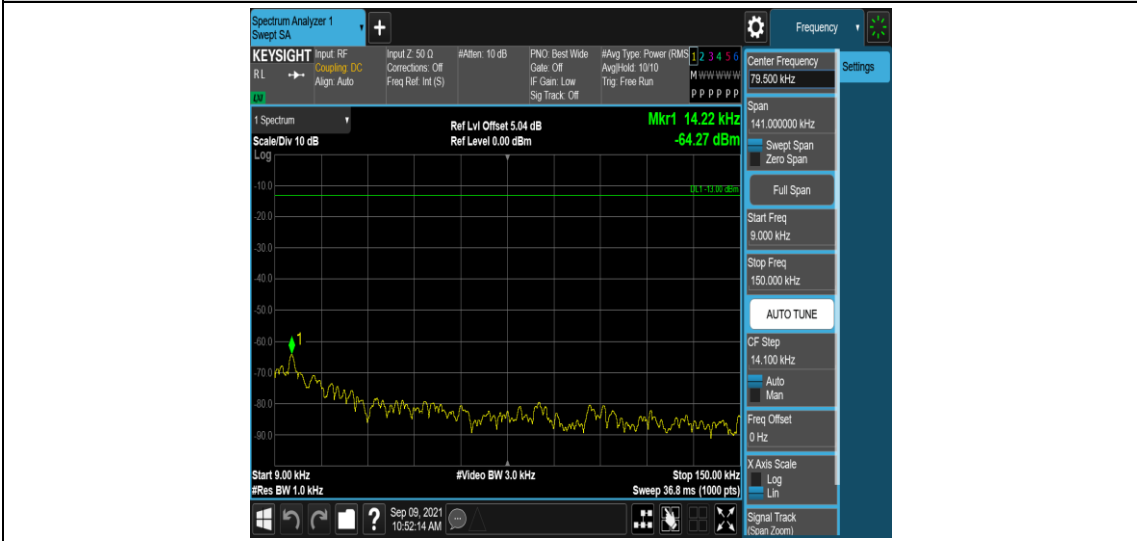 Spectrum Analyzer 1
Swept SA
+
Frequency
KEYSIGHT
RL
LNI
Input: RF
Coupling: DC
Align: Auto
Input Z: 50 Ω
Corrections: Off
Freq Ref: Int (S)
#Atten: 10 dB
PNO: Best Wide
Gate: Off
IF Gain: Low
Sig Track: Off
#Avg Type: Power (RMS
Avg|Hold: 10/10
Trig: Free Run
1 2 3 4 5 6
M W W W W W
P P P P P P
1 Spectrum
Scale/Div 10 dB
Ref Lvl Offset 5.04 dB
Ref Level 0.00 dBm
Mkr1 14.22 kHz
-64.27 dBm
Log
DL1 -13.00 dBm
-10.0
-20.0
-30.0
-40.0
-50.0
-60.0
-70.0
-80.0
-90.0
1
Start 9.00 kHz
#Res BW 1.0 kHz
#Video BW 3.0 kHz
Stop 150.00 kHz
Sweep 36.8 ms (1000 pts)
Center Frequency
79.500 kHz
Settings
Span
141.000000 kHz
Swept Span
Zero Span
Full Span
Start Freq
9.000 kHz
Stop Freq
150.000 kHz
AUTO TUNE
CF Step
14.100 kHz
Auto
Man
Freq Offset
0 Hz
X Axis Scale
Log
Lin
Signal Track
(Span Zoom)
?
Sep 09, 2021
10:52:14 AM